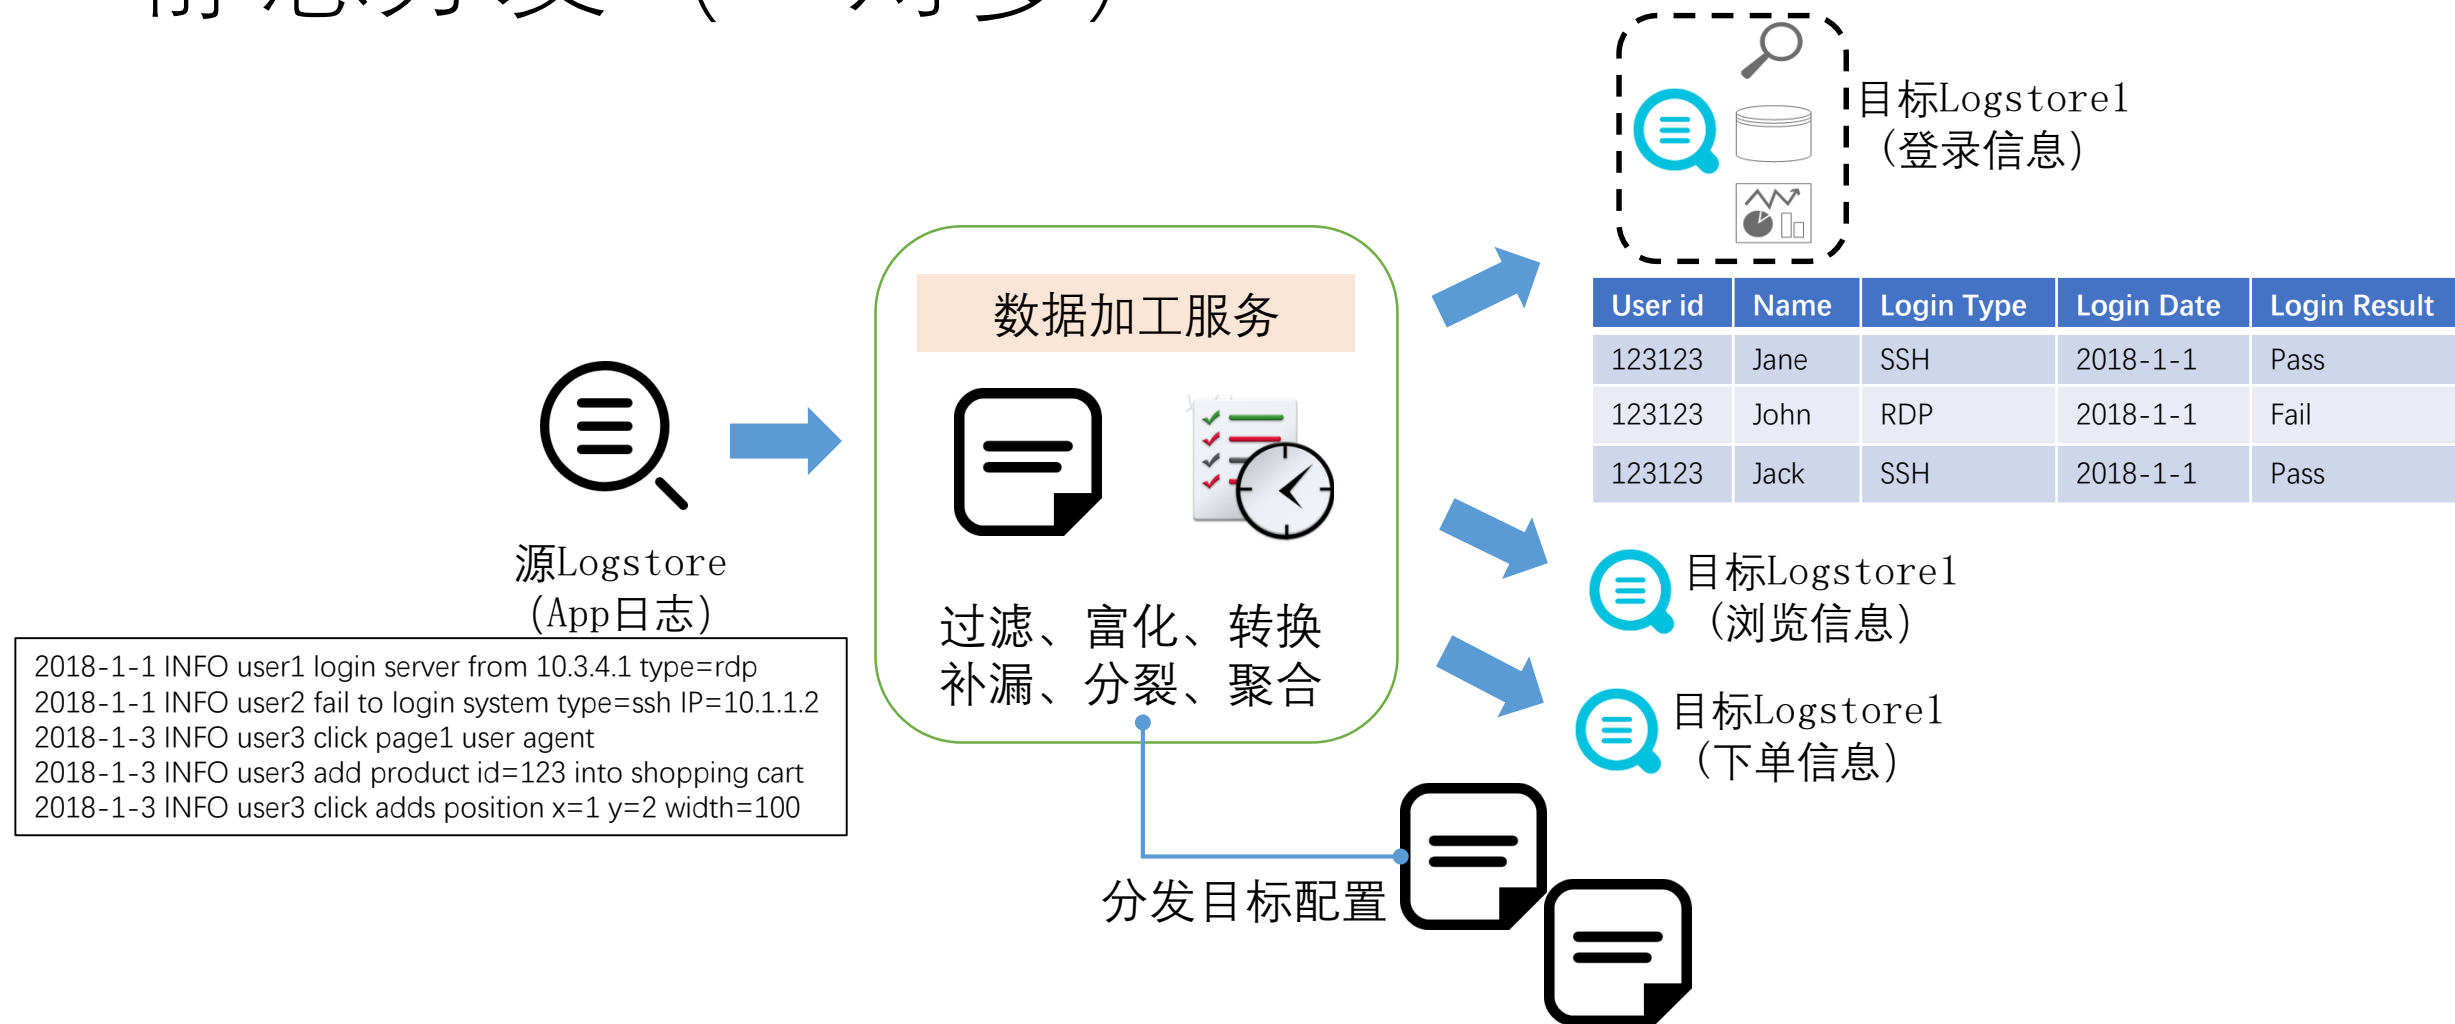 目标Logstore1
（登录信息）
数据加工服务
User id Name Login Type Login Date Login Result
123123 Jane SSH 2018-1-1 Pass
123123 John RDP 2018-1-1 Fail
123123 Jack SSH 2018-1-1 Pass
源Logstore
(App日志)
2018-1-1 INFO user1 login server from 10.3.4.1 type=rdp
2018-1-1 INFO user2 fail to login system type=ssh IP=10.1.1.2
2018-1-3 INFO user3 click page1 user agent
2018-1-3 INFO user3 add product id=123 into shopping cart
2018-1-3 INFO user3 click adds position x=1 y=2 width=100
过滤、富化、转换
补漏、分裂、聚合
目标Logstore1
（浏览信息）
目标Logstore1
（下单信息）
分发目标配置